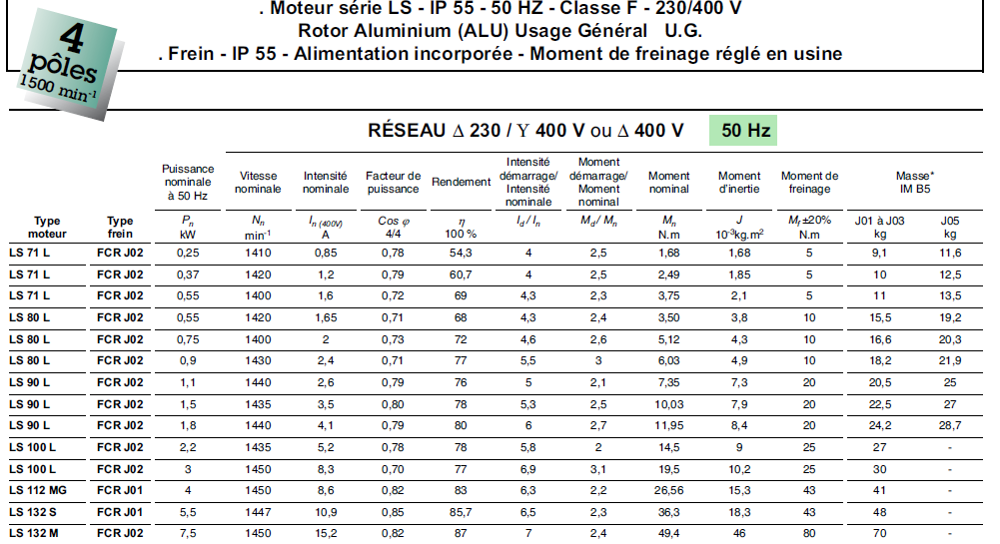 . Moteur série LS - IP 55 - 50 HZ - Classe F - 230/400 V
Rotor Aluminium (ALU) Usage Général U.G.
. Frein - IP 55 - Alimentation incorporée - Moment de freinage réglé en usine
4
pôles
1500 min-1
RÉSEAU Δ 230 / Y 400 V ou Δ 400 V 50 Hz
Intensité Moment
Puissance démarrage/ démarrage/
nominale Vitesse Intensité Facteur de Rendement Intensité Moment Moment Moment Moment de Masse*
à 50 Hz nominale nominale puissance nominale nominal nominal d'inertie freinage IM B5
Type Type Pn Nn In (400V) Cos φ η Id / In Md / Mn Mn J Mf ±20% J01 à J03 J05
moteur frein kW min-1 A 4/4 100 % N.m 10-3kg.m2 N.m kg kg
LS 71 L FCR J02 0,25 1410 0,85 0,78 54,3 4 2,5 1,68 1,68 5 9,1 11,6
LS 71 L FCR J02 0,37 1420 1,2 0,79 60,7 4 2,5 2,49 1,85 5 10 12,5
LS 71 L FCR J02 0,55 1400 1,6 0,72 69 4,3 2,3 3,75 2,1 5 11 13,5
LS 80 L FCR J02 0,55 1420 1,65 0,71 68 4,3 2,4 3,50 3,8 10 15,5 19,2
LS 80 L FCR J02 0,75 1400 2 0,73 72 4,6 2,6 5,12 4,3 10 16,6 20,3
LS 80 L FCR J02 0,9 1430 2,4 0,71 77 5,5 3 6,03 4,9 10 18,2 21,9
LS 90 L FCR J02 1,1 1440 2,6 0,79 76 5 2,1 7,35 7,3 20 20,5 25
LS 90 L FCR J02 1,5 1435 3,5 0,80 78 5,3 2,5 10,03 7,9 20 22,5 27
LS 90 L FCR J02 1,8 1440 4,1 0,79 80 6 2,7 11,95 8,4 20 24,2 28,7
LS 100 L FCR J02 2,2 1435 5,2 0,78 78 5,8 2 14,5 9 25 27 -
LS 100 L FCR J02 3 1450 8,3 0,70 77 6,9 3,1 19,5 10,2 25 30 -
LS 112 MG FCR J01 4 1450 8,6 0,82 83 6,3 2,2 26,56 15,3 43 41 -
LS 132 S FCR J01 5,5 1447 10,9 0,85 85,7 6,5 2,3 36,3 18,3 43 48 -
LS 132 M FCR J02 7,5 1450 15,2 0,82 87 7 2,4 49,4 46 80 70 -